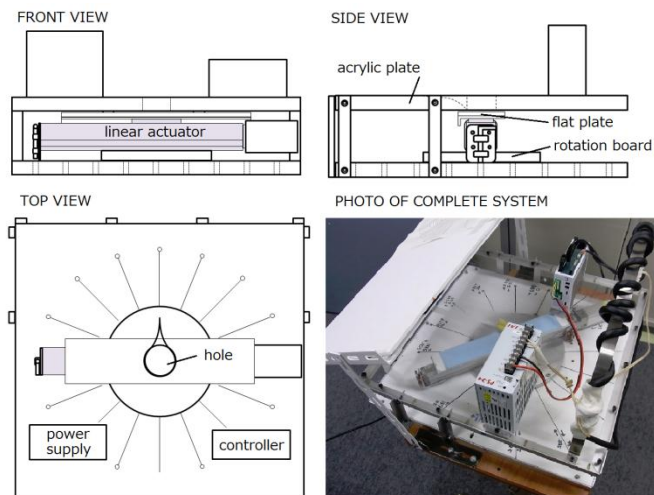 FRONT VIEW
linear actuator
SIDE VIEW
acrylic plate
flat plate
rotation board
TOP VIEW
hole
power
supply
controller
PHOTO OF COMPLETE SYSTEM